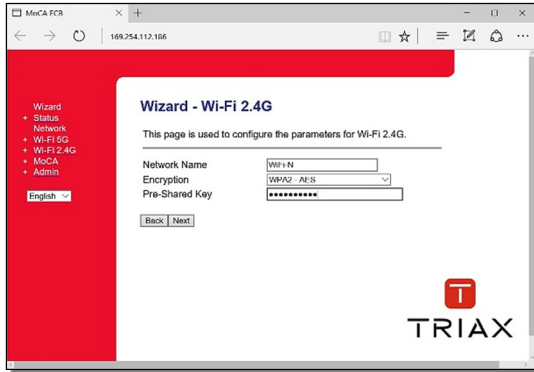 MoCA ECB
169.254.112.186
Wizard
+ Status
Network
+ Wi-Fi 5G
+ Wi-Fi 2.4G
+ MoCA
+ Admin
English
Wizard - Wi-Fi 2.4G
This page is used to configure the parameters for Wi-Fi 2.4G.
Network Name WiFi-N
Encryption WPA2 - AES
Pre-Shared Key ••••••••••
Back Next
TRIAX